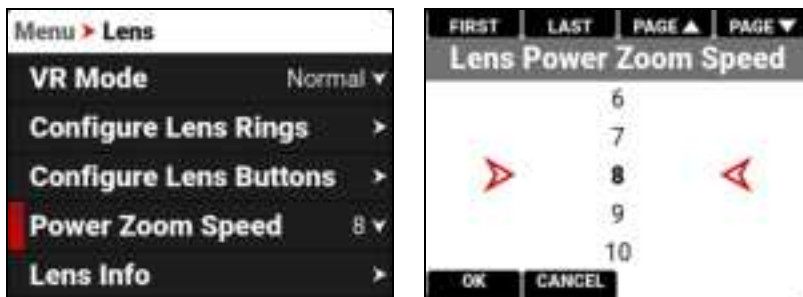 Menu > Lens
VR Mode Normal
Configure Lens Rings >
Configure Lens Buttons >
Power Zoom Speed 8
Lens Info >
FIRST LAST PAGE▲ PAGE▼
Lens Power Zoom Speed
6
7
8
9
10
OK CANCEL